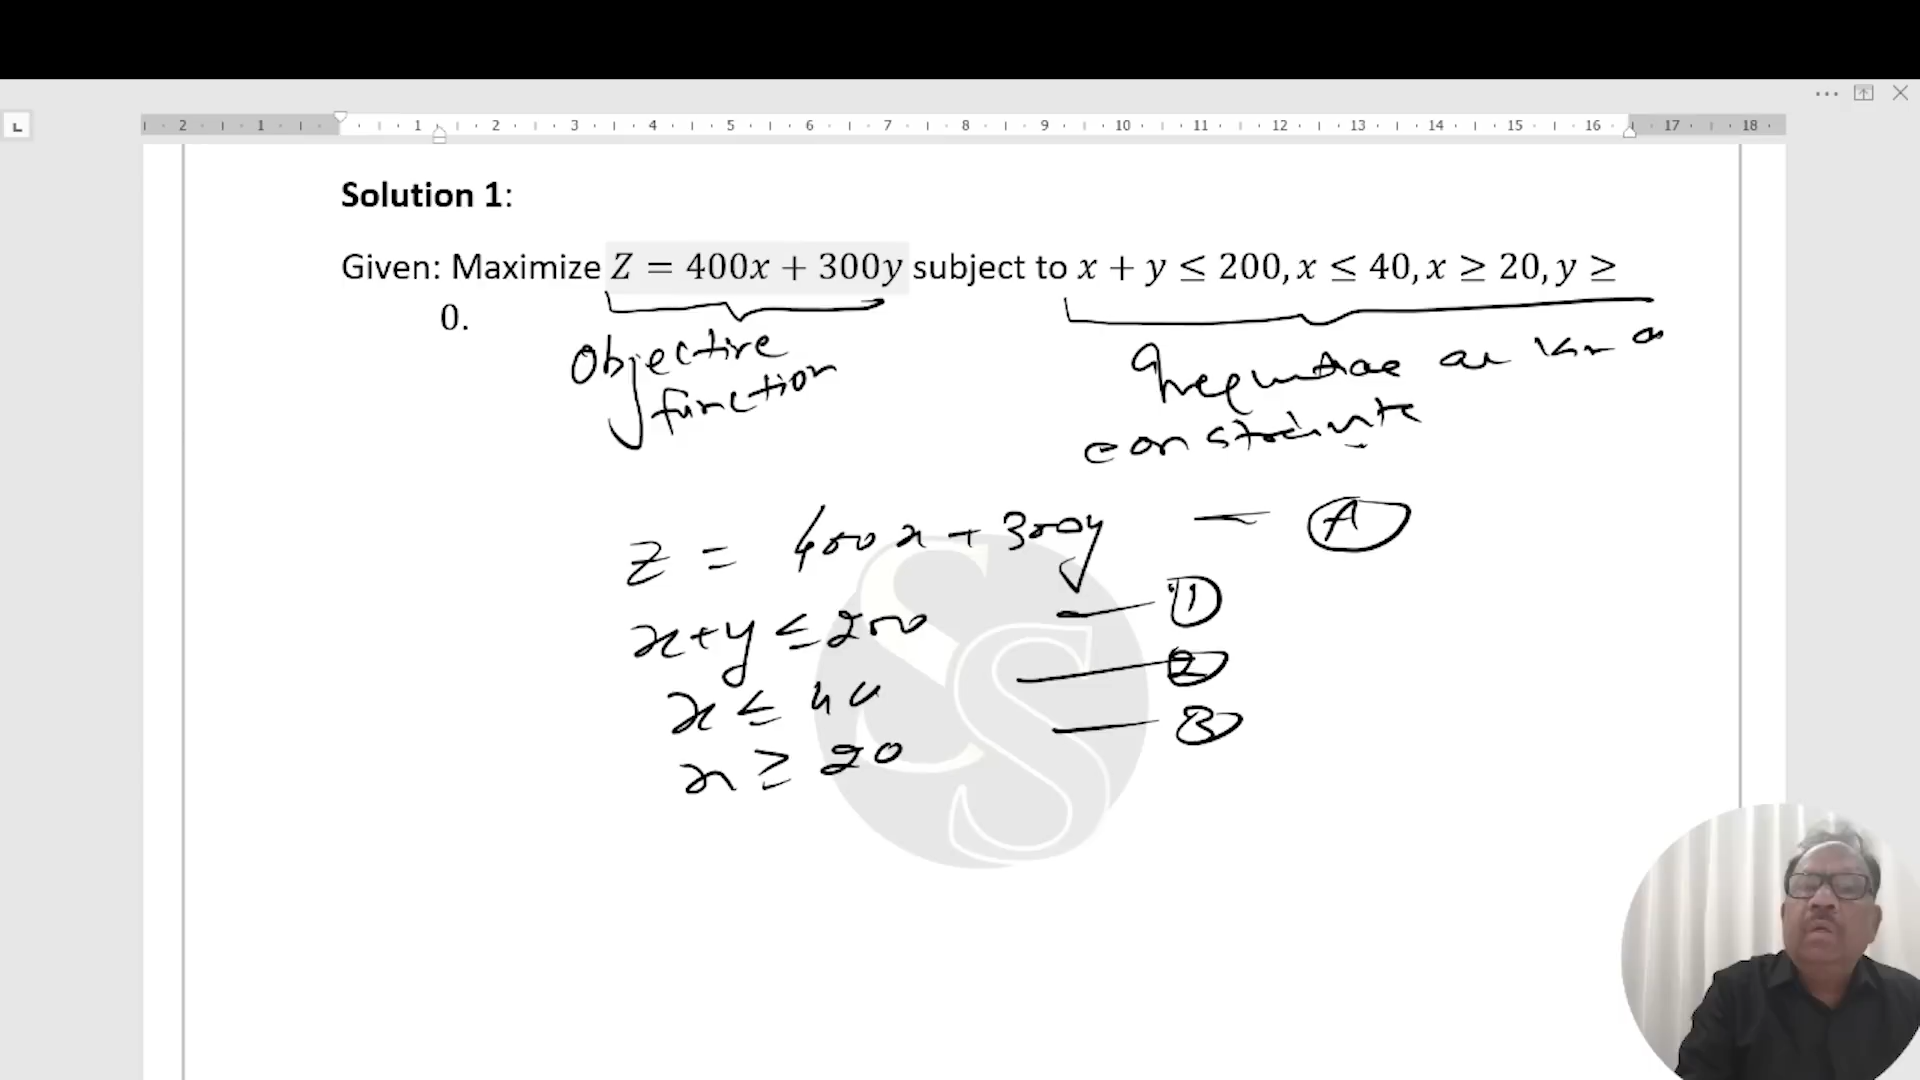 Solution 1:
Given: Maximize Z = 400x + 300y subject to x + y ≤ 200, x ≤ 40, x ≥ 20, y ≥
0.
Objective
function
constraints
Z = 400x + 300y — (A)
x+y ≤ 200 — (1)
x ≤ 40 — (2)
x ≥ 20 — (3)